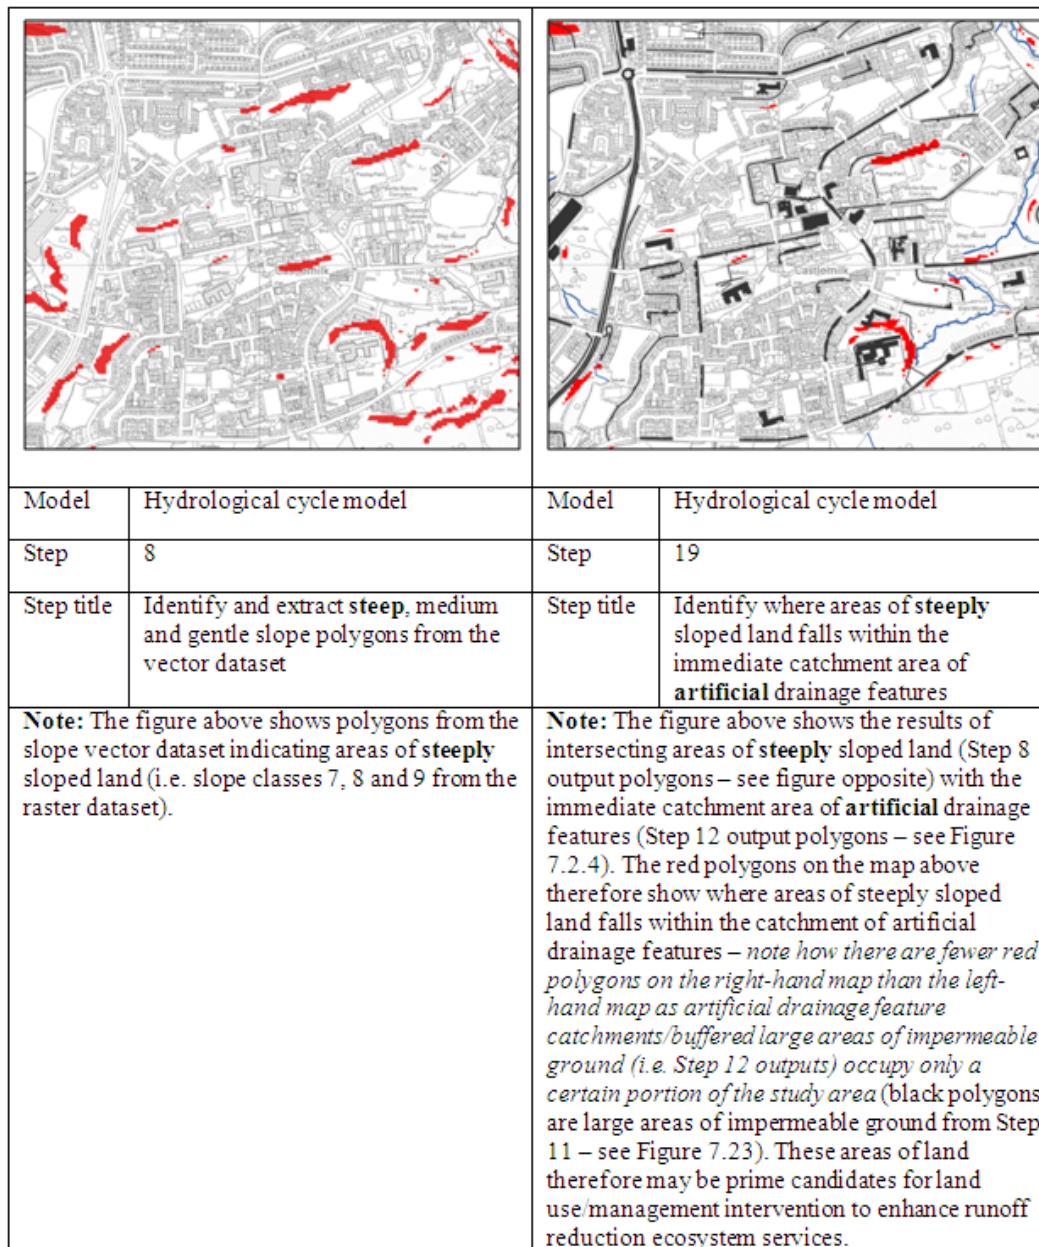 Castlemilk
Castlemilk
Model
Hydrological cycle model
Step
8
Step title
Identify and extract steep, medium
and gentle slope polygons from the
vector dataset
Note: The figure above shows polygons from the
slope vector dataset indicating areas of steeply
sloped land (i.e. slope classes 7, 8 and 9 from the
raster dataset).
Model
Hydrological cycle model
Step
19
Step title
Identify where areas of steeply
sloped land falls within the
immediate catchment area of
artificial drainage features
Note: The figure above shows the results of
intersecting areas of steeply sloped land (Step 8
output polygons – see figure opposite) with the
immediate catchment area of artificial drainage
features (Step 12 output polygons – see Figure
7.2.4). The red polygons on the map above
therefore show where areas of steeply sloped
land falls within the catchment of artificial
drainage features – note how there are fewer red
polygons on the right-hand map than the left-
hand map as artificial drainage feature
catchments/buffered large areas of impermeable
ground (i.e. Step 12 outputs) occupy only a
certain portion of the study area (black polygons
are large areas of impermeable ground from Step
11 – see Figure 7.23). These areas of land
therefore may be prime candidates for land
use/management intervention to enhance runoff
reduction ecosystem services.